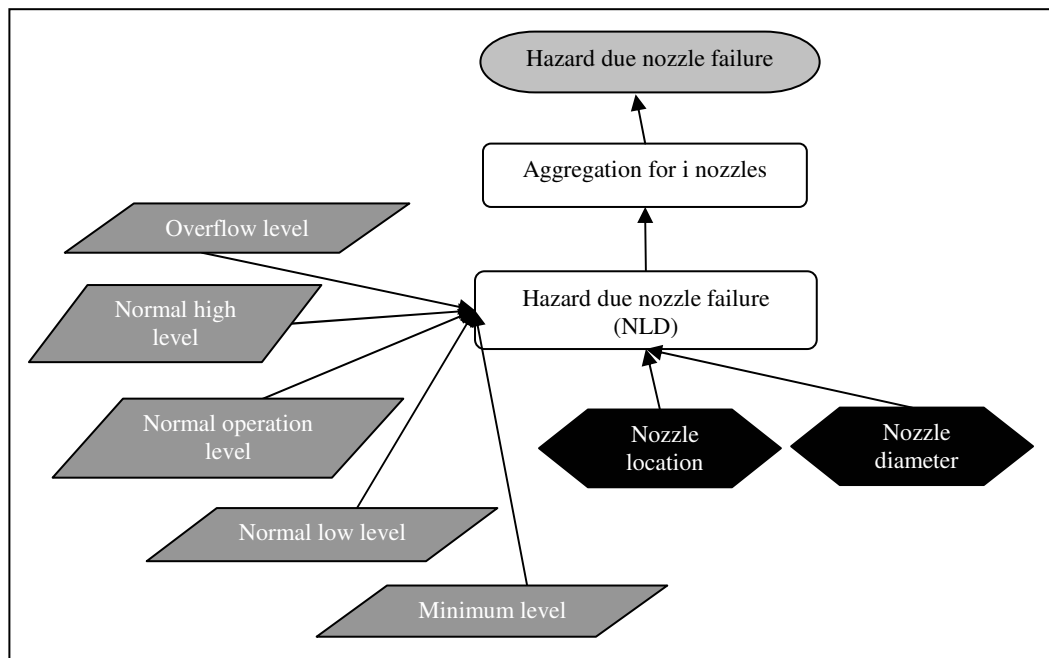 Hazard due nozzle failure
Aggregation for i nozzles
Overflow level
Hazard due nozzle failure
(NLD)
Normal high
level
Normal operation
level
Nozzle
location
Nozzle
diameter
Normal low level
Minimum level